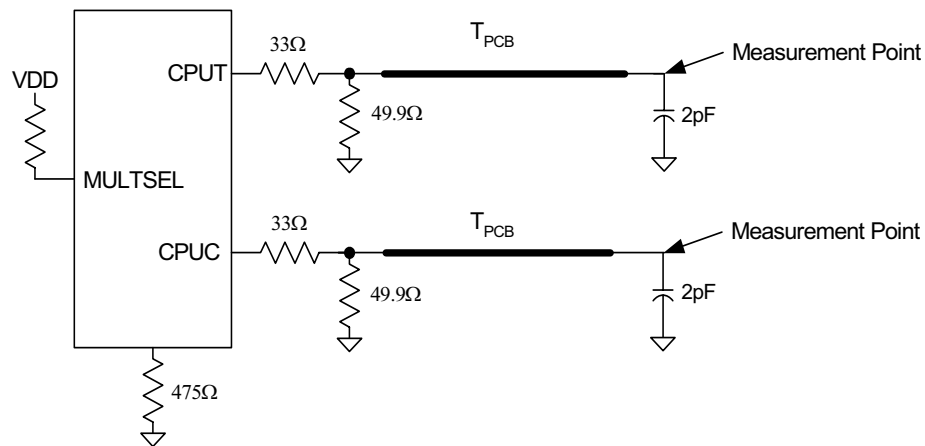 T_PCB
33Ω
CPUT
Measurement Point
VDD
49.9Ω
2pF
MULTSEL
T_PCB
33Ω
CPUC
Measurement Point
49.9Ω
2pF
475Ω